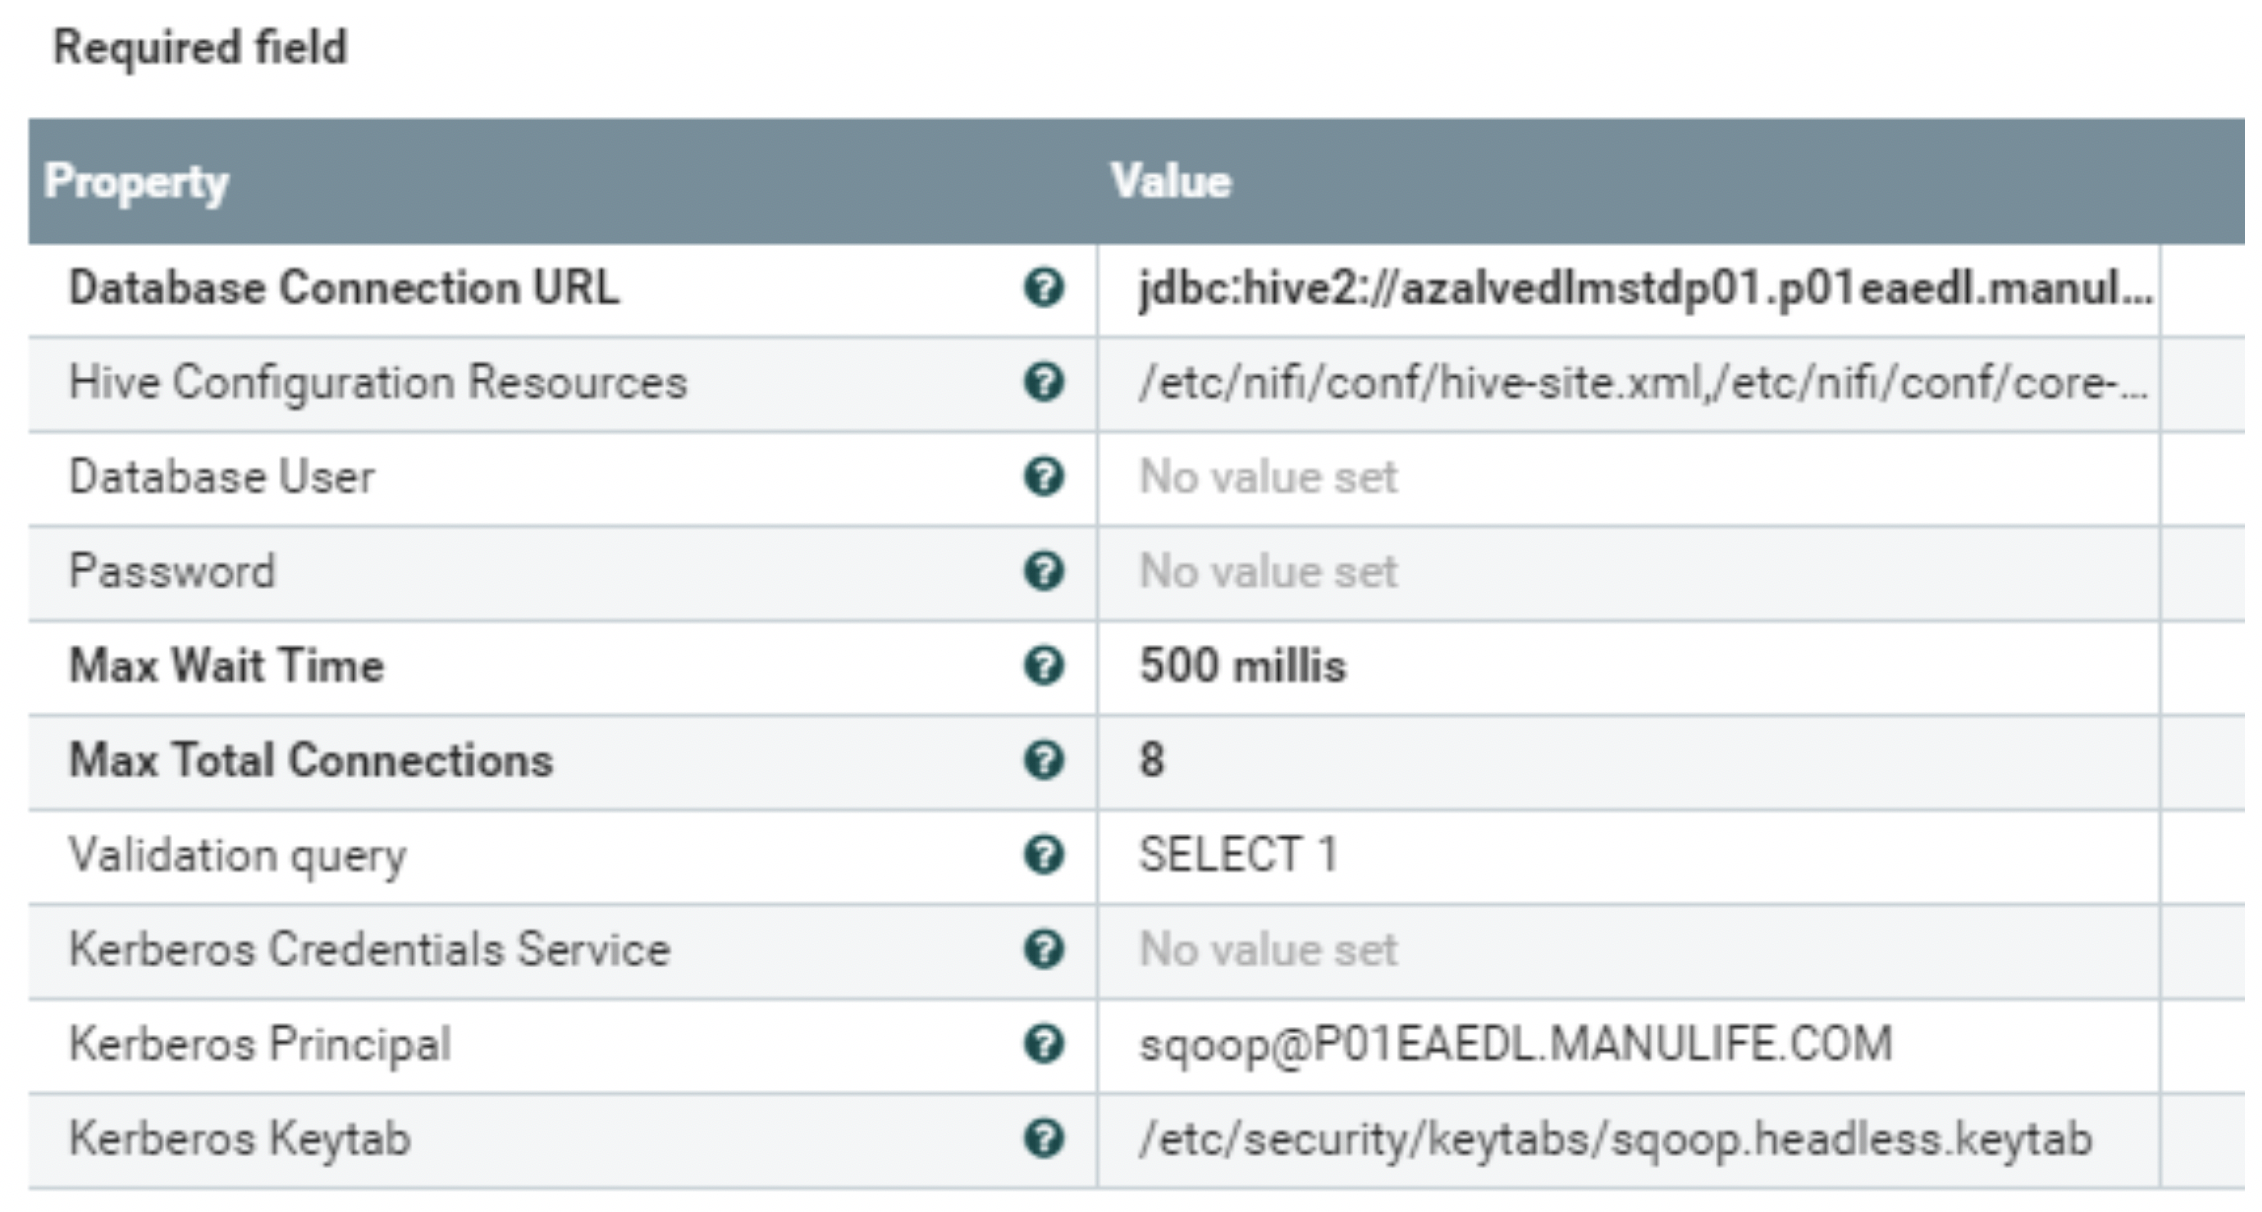 Required field
Property Value
Database Connection URL jdbc:hive2://azalvedlmstdp01.p01eaedl.manul...
Hive Configuration Resources /etc/nifi/conf/hive-site.xml,/etc/nifi/conf/core-...
Database User No value set
Password No value set
Max Wait Time 500 millis
Max Total Connections 8
Validation query SELECT 1
Kerberos Credentials Service No value set
Kerberos Principal sqoop@P01EAEDL.MANULIFE.COM
Kerberos Keytab /etc/security/keytabs/sqoop.headless.keytab